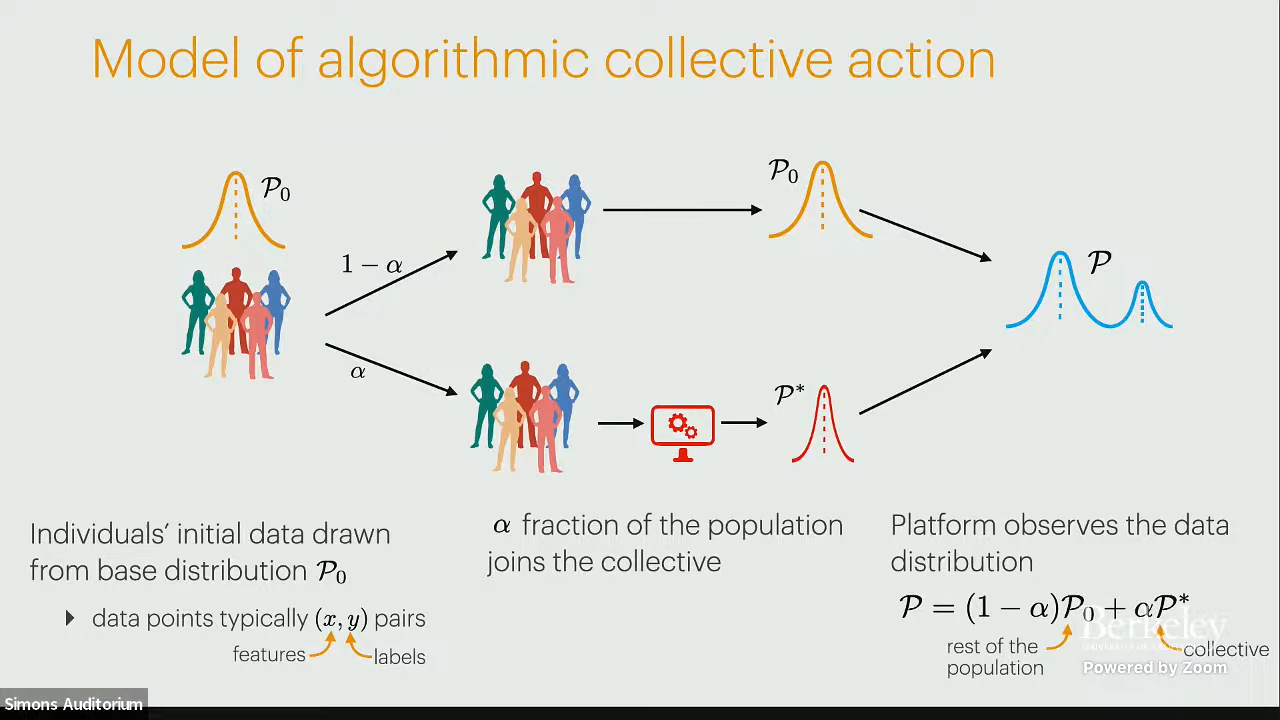 Model of algorithmic collective action
𝒫₀
1 − α
α
𝒫₀
𝒫*
𝒫
Individuals' initial data drawn
from base distribution 𝒫₀
data points typically (x, y) pairs
features
labels
α fraction of the population
joins the collective
Platform observes the data
distribution
𝒫 = (1 − α)𝒫₀ + α𝒫*
rest of the
population
collective
Berkeley
Powered by Zoom
Simons Auditorium